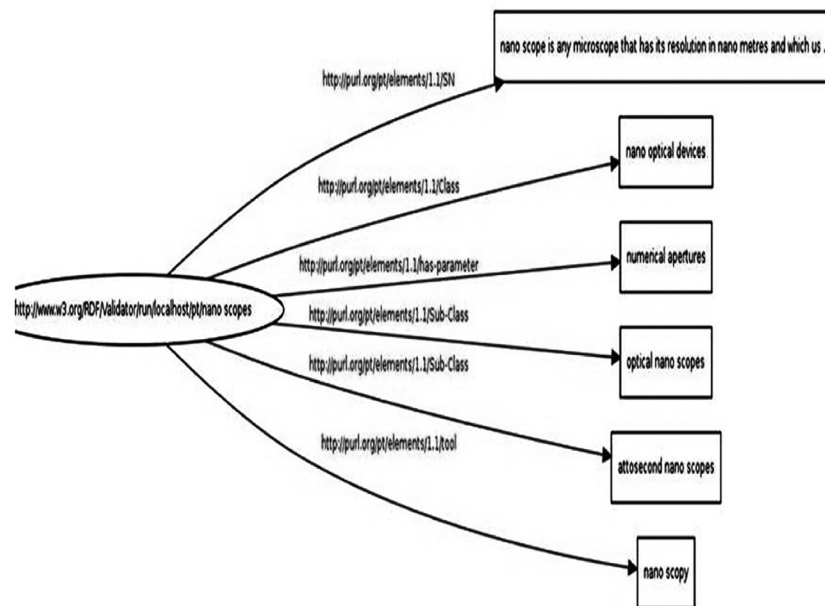 nano scope is any microscope that has its resolution in nano metres and which us .
http://purl.org/pt/elements/1.1/SN
nano optical devices
http://purl.org/pt/elements/1.1/Class
numerical apertures
http://purl.org/pt/elements/1.1/has-parameter
http://www.w3.org/RDF/Validator/run/localhost/pt/nano scopes
http://purl.org/pt/elements/1.1/Sub-Class
optical nano scopes
http://purl.org/pt/elements/1.1/Sub-Class
http://purl.org/pt/elements/1.1/tool
attosecond nano scopes
nano scopy